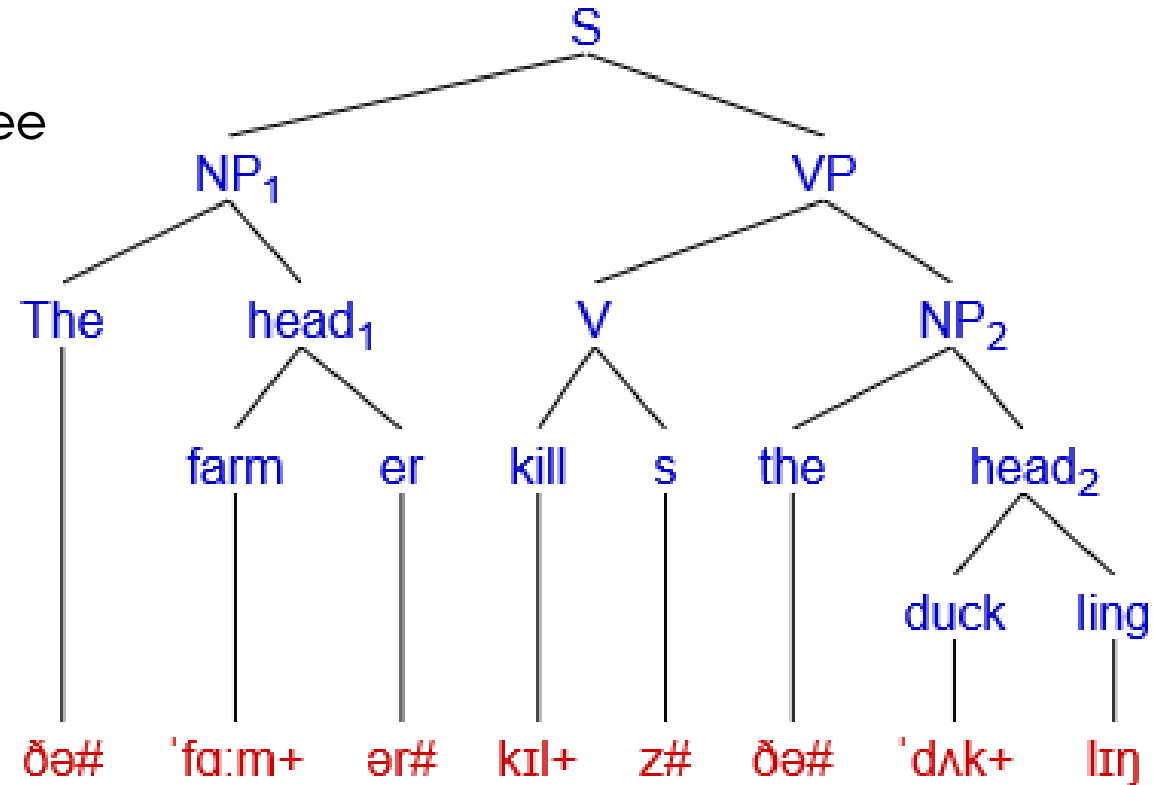 S
ee
NP₁ VP
The head₁ V NP₂
farm er kill s the head₂
duck ling
ðə# ˈfɑːm+ ər# kɪl+ z# ðə# ˈdʌk+ lɪŋ